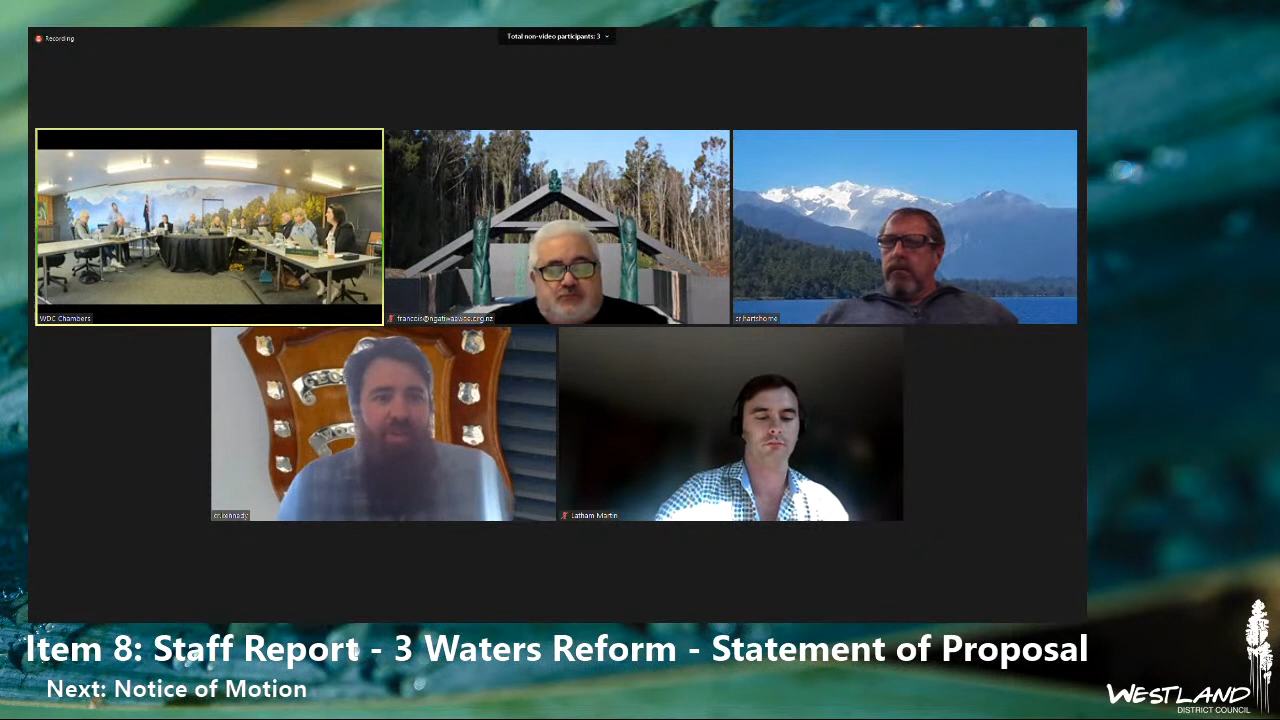 Recording
Total non-video participants: 3
WDC Chambers
francois@ngatiwaewae.org.nz
cr.hartshorne
cr.kennedy
Latham Martin
Item 8: Staff Report - 3 Waters Reform - Statement of Proposal
Next: Notice of Motion
WESTLAND
DISTRICT COUNCIL